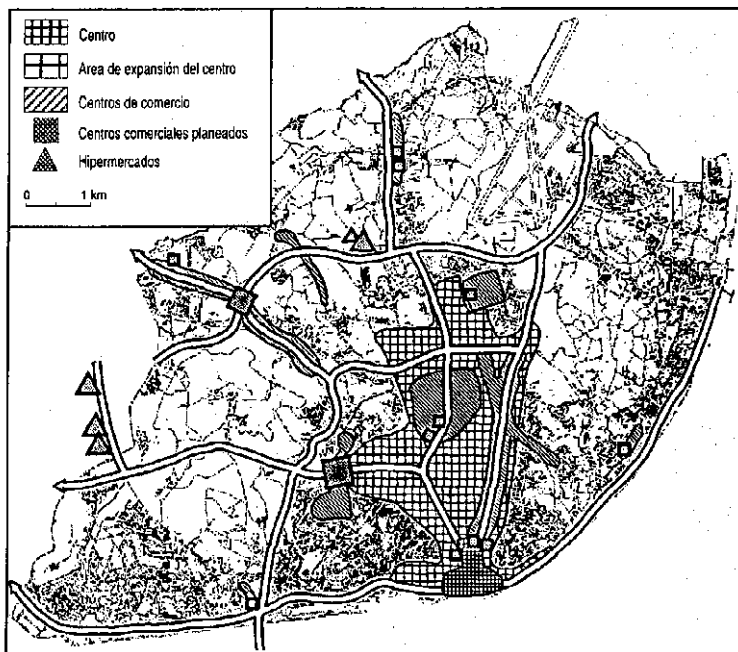 Centro
Area de expansión del centro
Centros de comercio
Centros comerciales planeados
Hipermercados
0 1 km